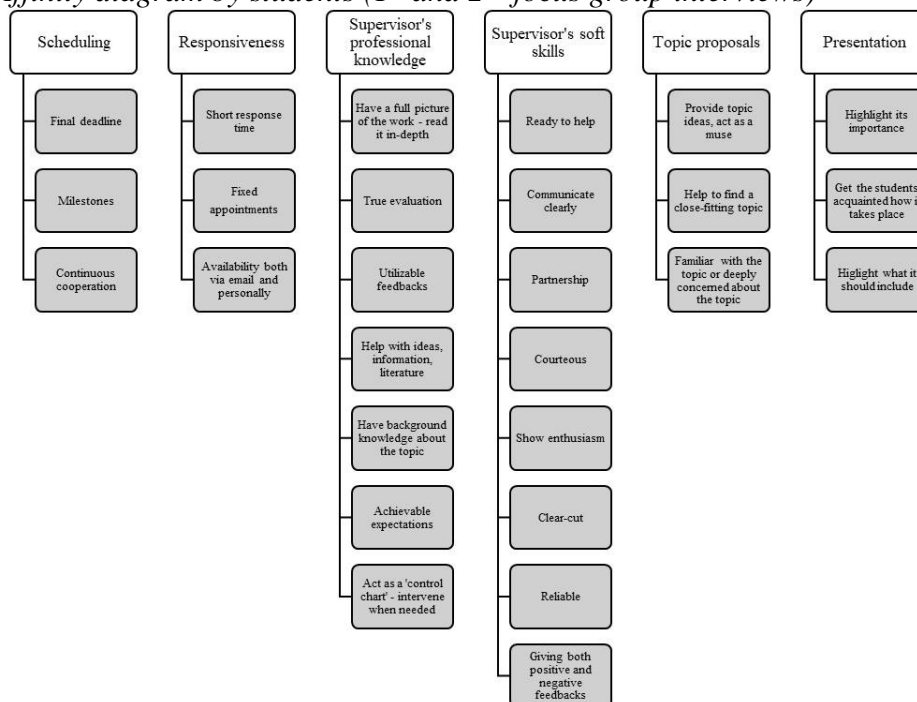 Affinity diagram by students (1st and 2nd focus group interviews)
Scheduling
Final deadline
Milestones
Continuous
cooperation
Responsiveness
Short response
time
Fixed
appointments
Availability both
via email and
personally
Supervisor's
professional
knowledge
Have a full picture
of the work - read
it in-depth
True evaluation
Utilizable
feedbacks
Help with ideas,
information,
literature
Have background
knowledge about
the topic
Achievable
expectations
Act as a 'control
chart' - intervene
when needed
Supervisor's soft
skills
Ready to help
Communicate
clearly
Partnership
Courteous
Show enthusiasm
Clear-cut
Reliable
Giving both
positive and
negative
feedbacks
Topic proposals
Provide topic
ideas, act as a
muse
Help to find a
close-fitting topic
Familiar with the
topic or deeply
concerned about
the topic
Presentation
Highlight its
importance
Get the students
acquainted how i
takes place
Higlight what it
should include